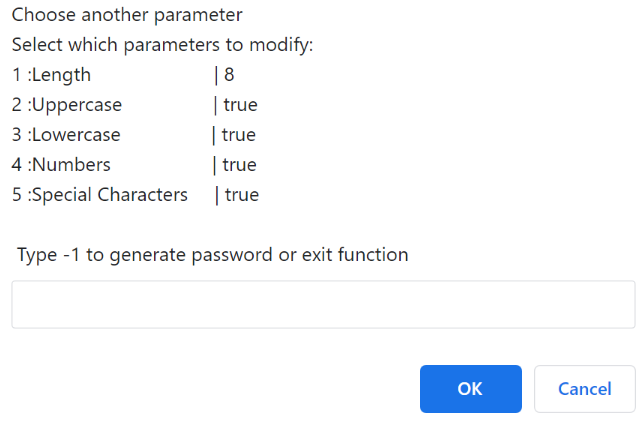 Choose another parameter
Select which parameters to modify:
1 :Length | 8
2 :Uppercase | true
3 :Lowercase | true
4 :Numbers | true
5 :Special Characters | true
Type -1 to generate password or exit function
OK Cancel